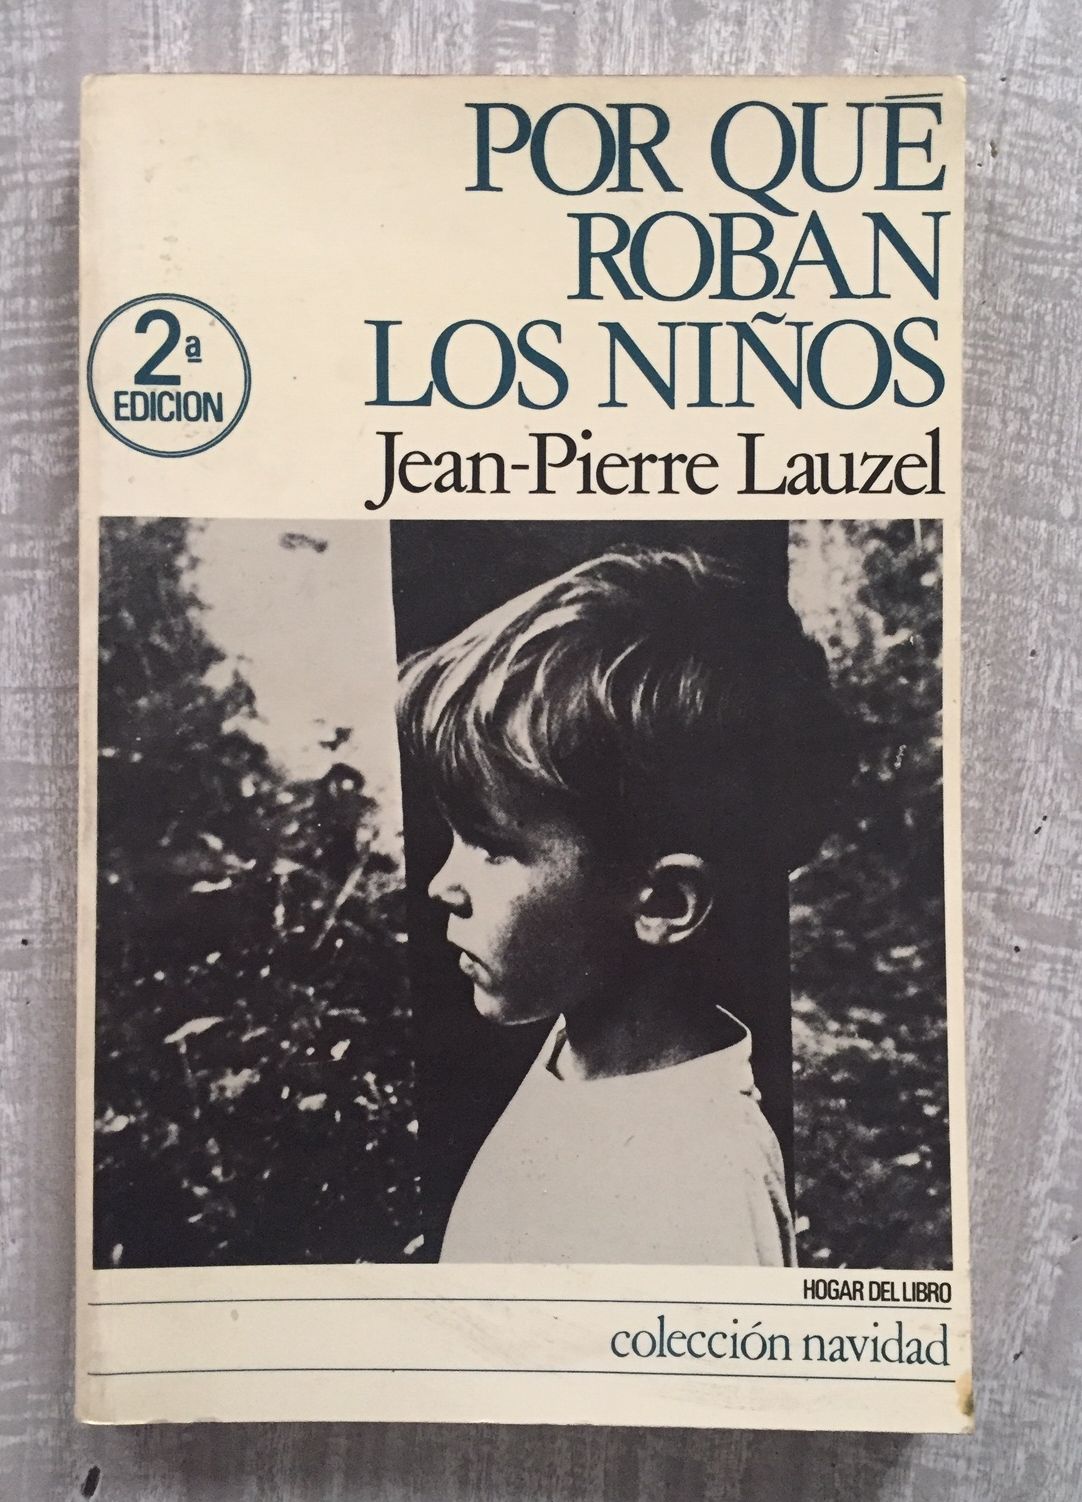 POR QUÉ
ROBAN
LOS NIÑOS
Jean-Pierre Lauzel
2ª
EDICION
HOGAR DEL LIBRO
colección navidad